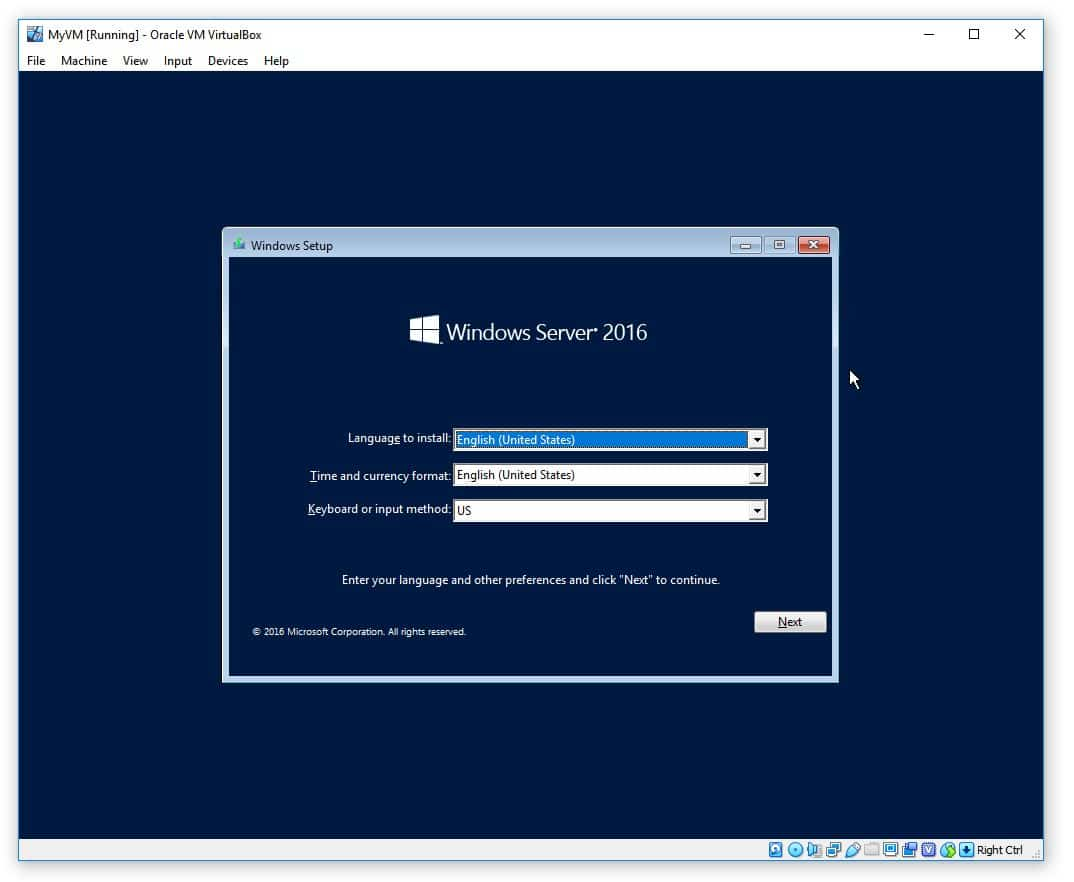 MyVM [Running] - Oracle VM VirtualBox
File Machine View Input Devices Help
Windows Setup
Windows Server® 2016
Language to install: English (United States)
Time and currency format: English (United States)
Keyboard or input method: US
Enter your language and other preferences and click "Next" to continue.
Next
© 2016 Microsoft Corporation. All rights reserved.
Right Ctrl